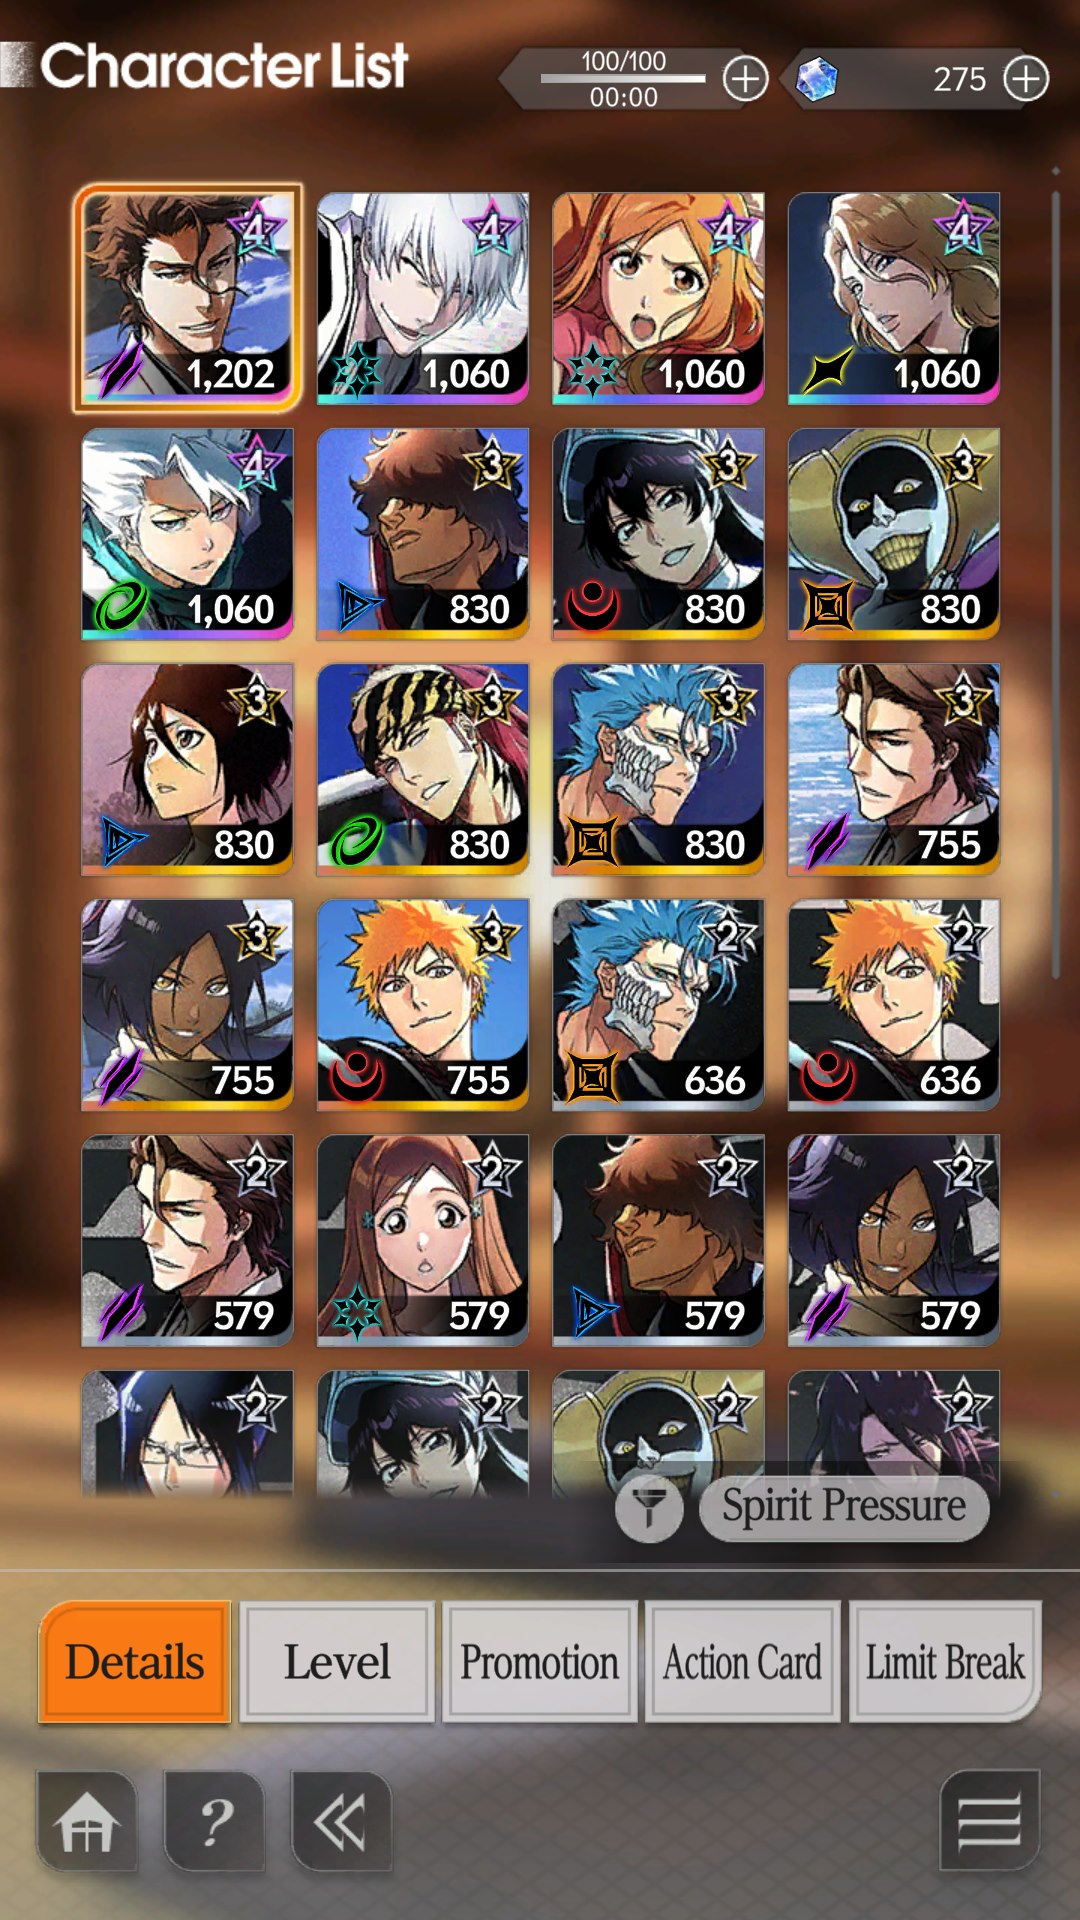 Character List
100/100
00:00
275
4 4 4 4
1,202 1,060 1,060 1,060
4 3 3 3
1,060 830 830 830
3 3 3 3
830 830 830 755
3 3 2 2
755 755 636 636
2 2 2 2
579 579 579 579
2 2 2 2
Spirit Pressure
Details Level Promotion Action Card Limit Break
?